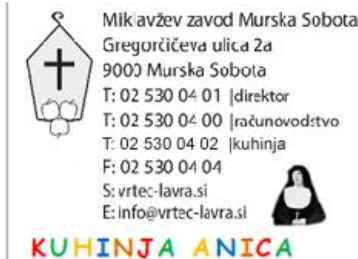 Miklavžev zavod Murska Sobota
Gregorčičeva ulica 2a
9000 Murska Sobota
T: 02 530 04 01 |direktor
T: 02 530 04 00 |računovodstvo
T: 02 530 04 02 |kuhinja
F: 02 530 04 04
S: vrtec-lavra.si
E: info@vrtec-lavra.si
KUHINJA ANICA